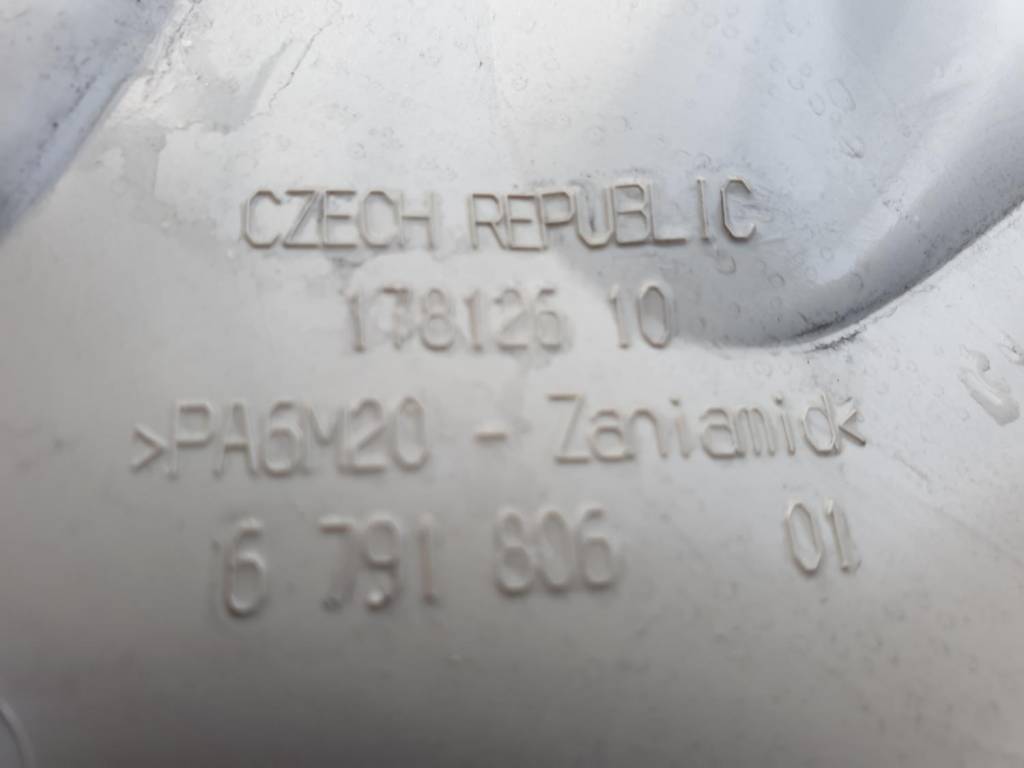 CZECH REPUBLIC
178126 10
>PA6M20 - Zaniamid<
6 791 806 01